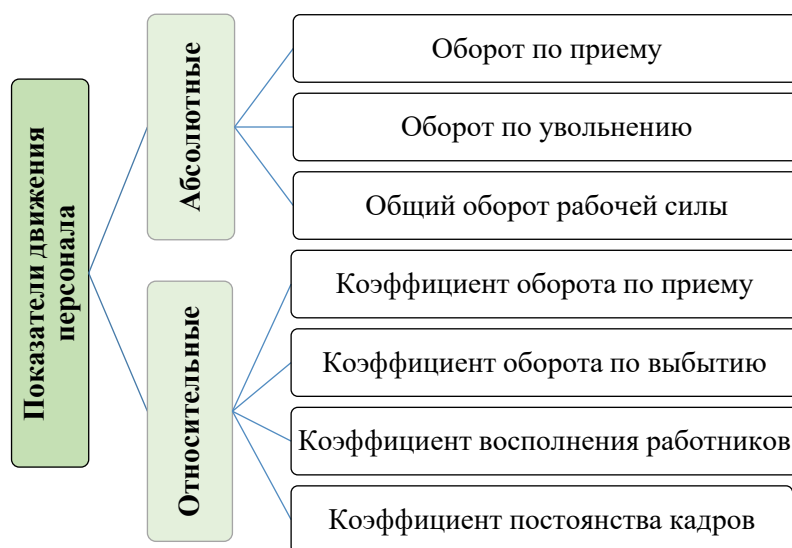 Показатели движения
персонала
Абсолютные
Оборот по приему
Оборот по увольнению
Общий оборот рабочей силы
Относительные
Коэффициент оборота по приему
Коэффициент оборота по выбытию
Коэффициент восполнения работников
Коэффициент постоянства кадров